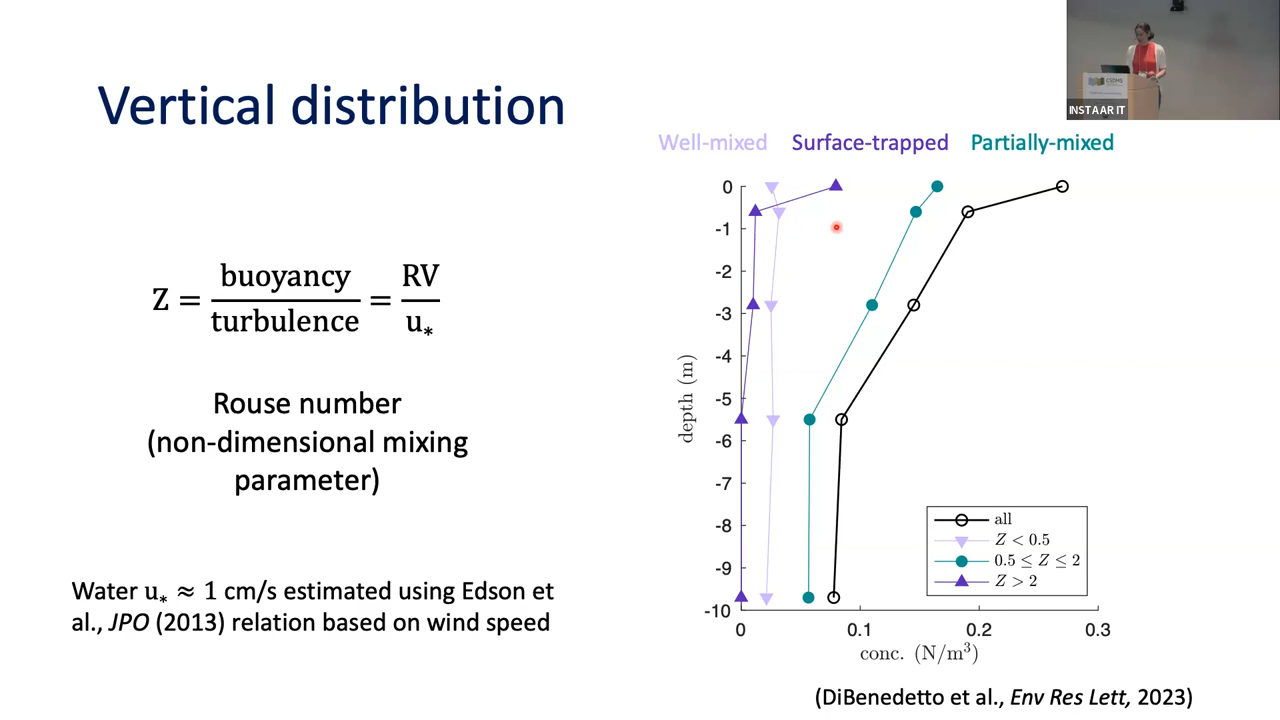 Vertical distribution
Z = buoyancy / turbulence = RV / u*
Rouse number
(non-dimensional mixing
parameter)
Water u* ≈ 1 cm/s estimated using Edson et
al., JPO (2013) relation based on wind speed
INSTAAR IT
CSDMS
Well-mixed Surface-trapped Partially-mixed
0
-1
-2
-3
-4
-5
-6
-7
-8
-9
-10
depth (m)
all
Z < 0.5
0.5 ≤ Z ≤ 2
Z > 2
0 0.1 0.2 0.3
conc. (N/m³)
(DiBenedetto et al., Env Res Lett, 2023)